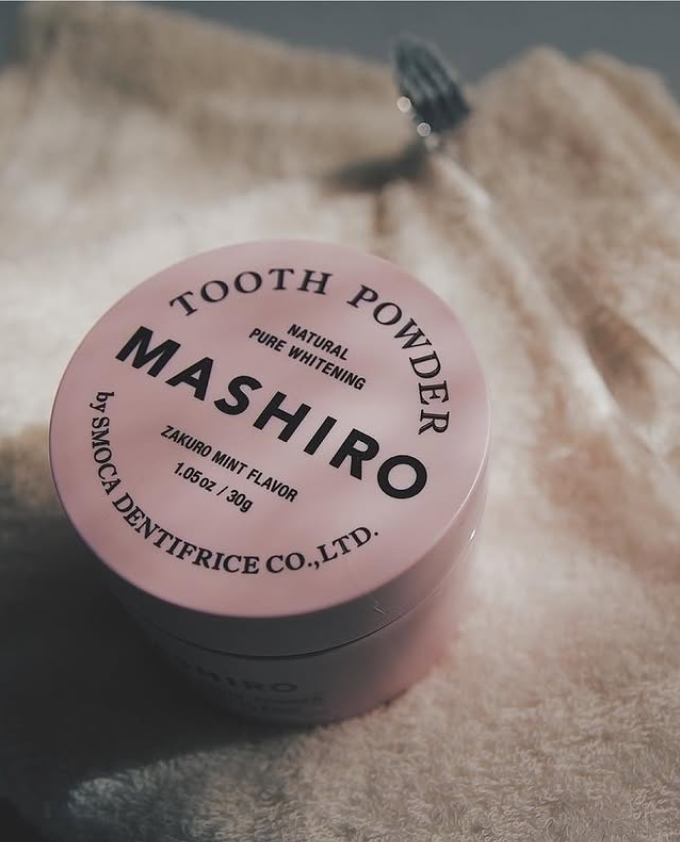 TOOTH POWDER
NATURAL
PURE WHITENING
MASHIRO
ZAKURO MINT FLAVOR
1.05oz / 30g
by SMOCA DENTIFRICE CO.,LTD.